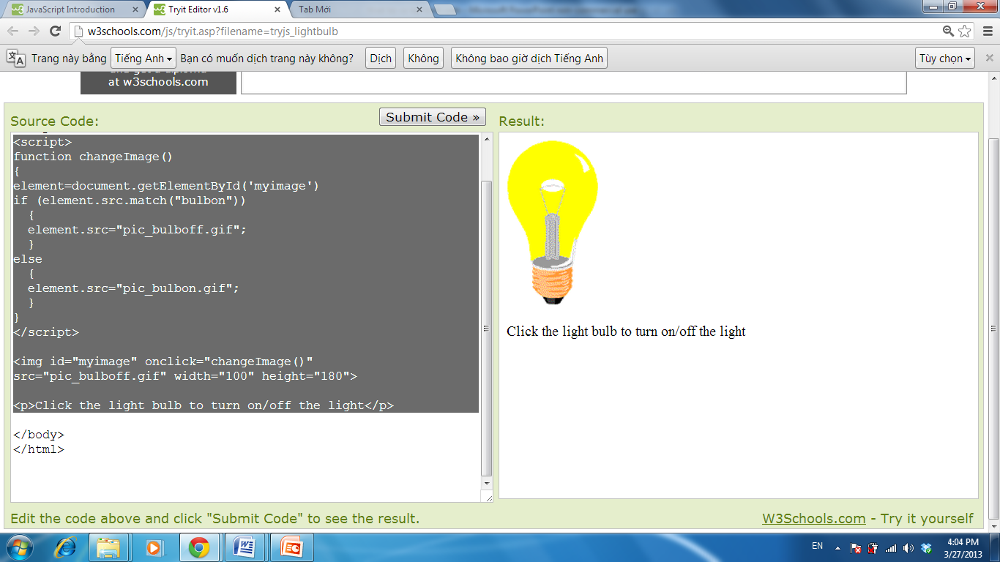 JavaScript Introduction
Tryit Editor v1.6
Tab Mới
w3schools.com/js/tryit.asp?filename=tryjs_lightbulb
Trang này bằng Tiếng Anh Bạn có muốn dịch trang này không? Dịch Không Không bao giờ dịch Tiếng Anh Tùy chọn
at w3schools.com
Source Code:
Submit Code »
<script>
function changeImage()
{
element=document.getElementById('myimage')
if (element.src.match("bulbon"))
  {
  element.src="pic_bulboff.gif";
  }
else
  {
  element.src="pic_bulbon.gif";
  }
}
</script>
<img id="myimage" onclick="changeImage()"
src="pic_bulboff.gif" width="100" height="180">
<p>Click the light bulb to turn on/off the light</p>
</body>
</html>
Result:
Click the light bulb to turn on/off the light
Edit the code above and click "Submit Code" to see the result.
W3Schools.com - Try it yourself
EN
4:04 PM
3/27/2013